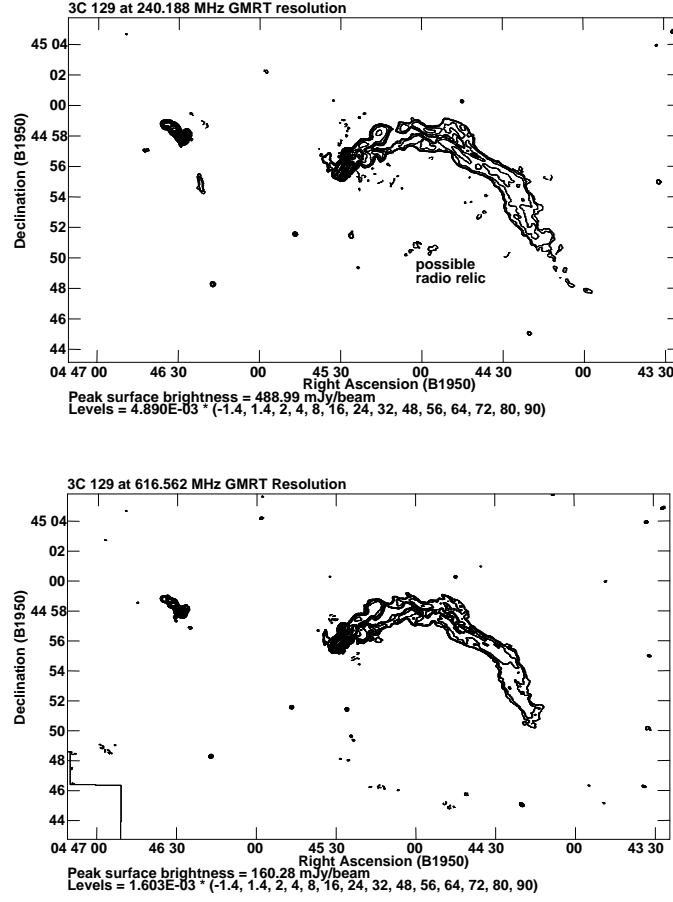 3C 129 at 240.188 MHz GMRT resolution
45 04
02
00
44 58
56
54
52
50
48
46
44
Declination (B1950)
possible
radio relic
04 47 00
46 30
00
45 30
00
44 30
00
43 30
Right Ascension (B1950)
Peak surface brightness = 488.99 mJy/beam
Levels = 4.890E-03 * (-1.4, 1.4, 2, 4, 8, 16, 24, 32, 48, 56, 64, 72, 80, 90)
3C 129 at 616.562 MHz GMRT Resolution
45 04
02
00
44 58
56
54
52
50
48
46
44
Declination (B1950)
04 47 00
46 30
00
45 30
00
44 30
00
43 30
Right Ascension (B1950)
Peak surface brightness = 160.28 mJy/beam
Levels = 1.603E-03 * (-1.4, 1.4, 2, 4, 8, 16, 24, 32, 48, 56, 64, 72, 80, 90)